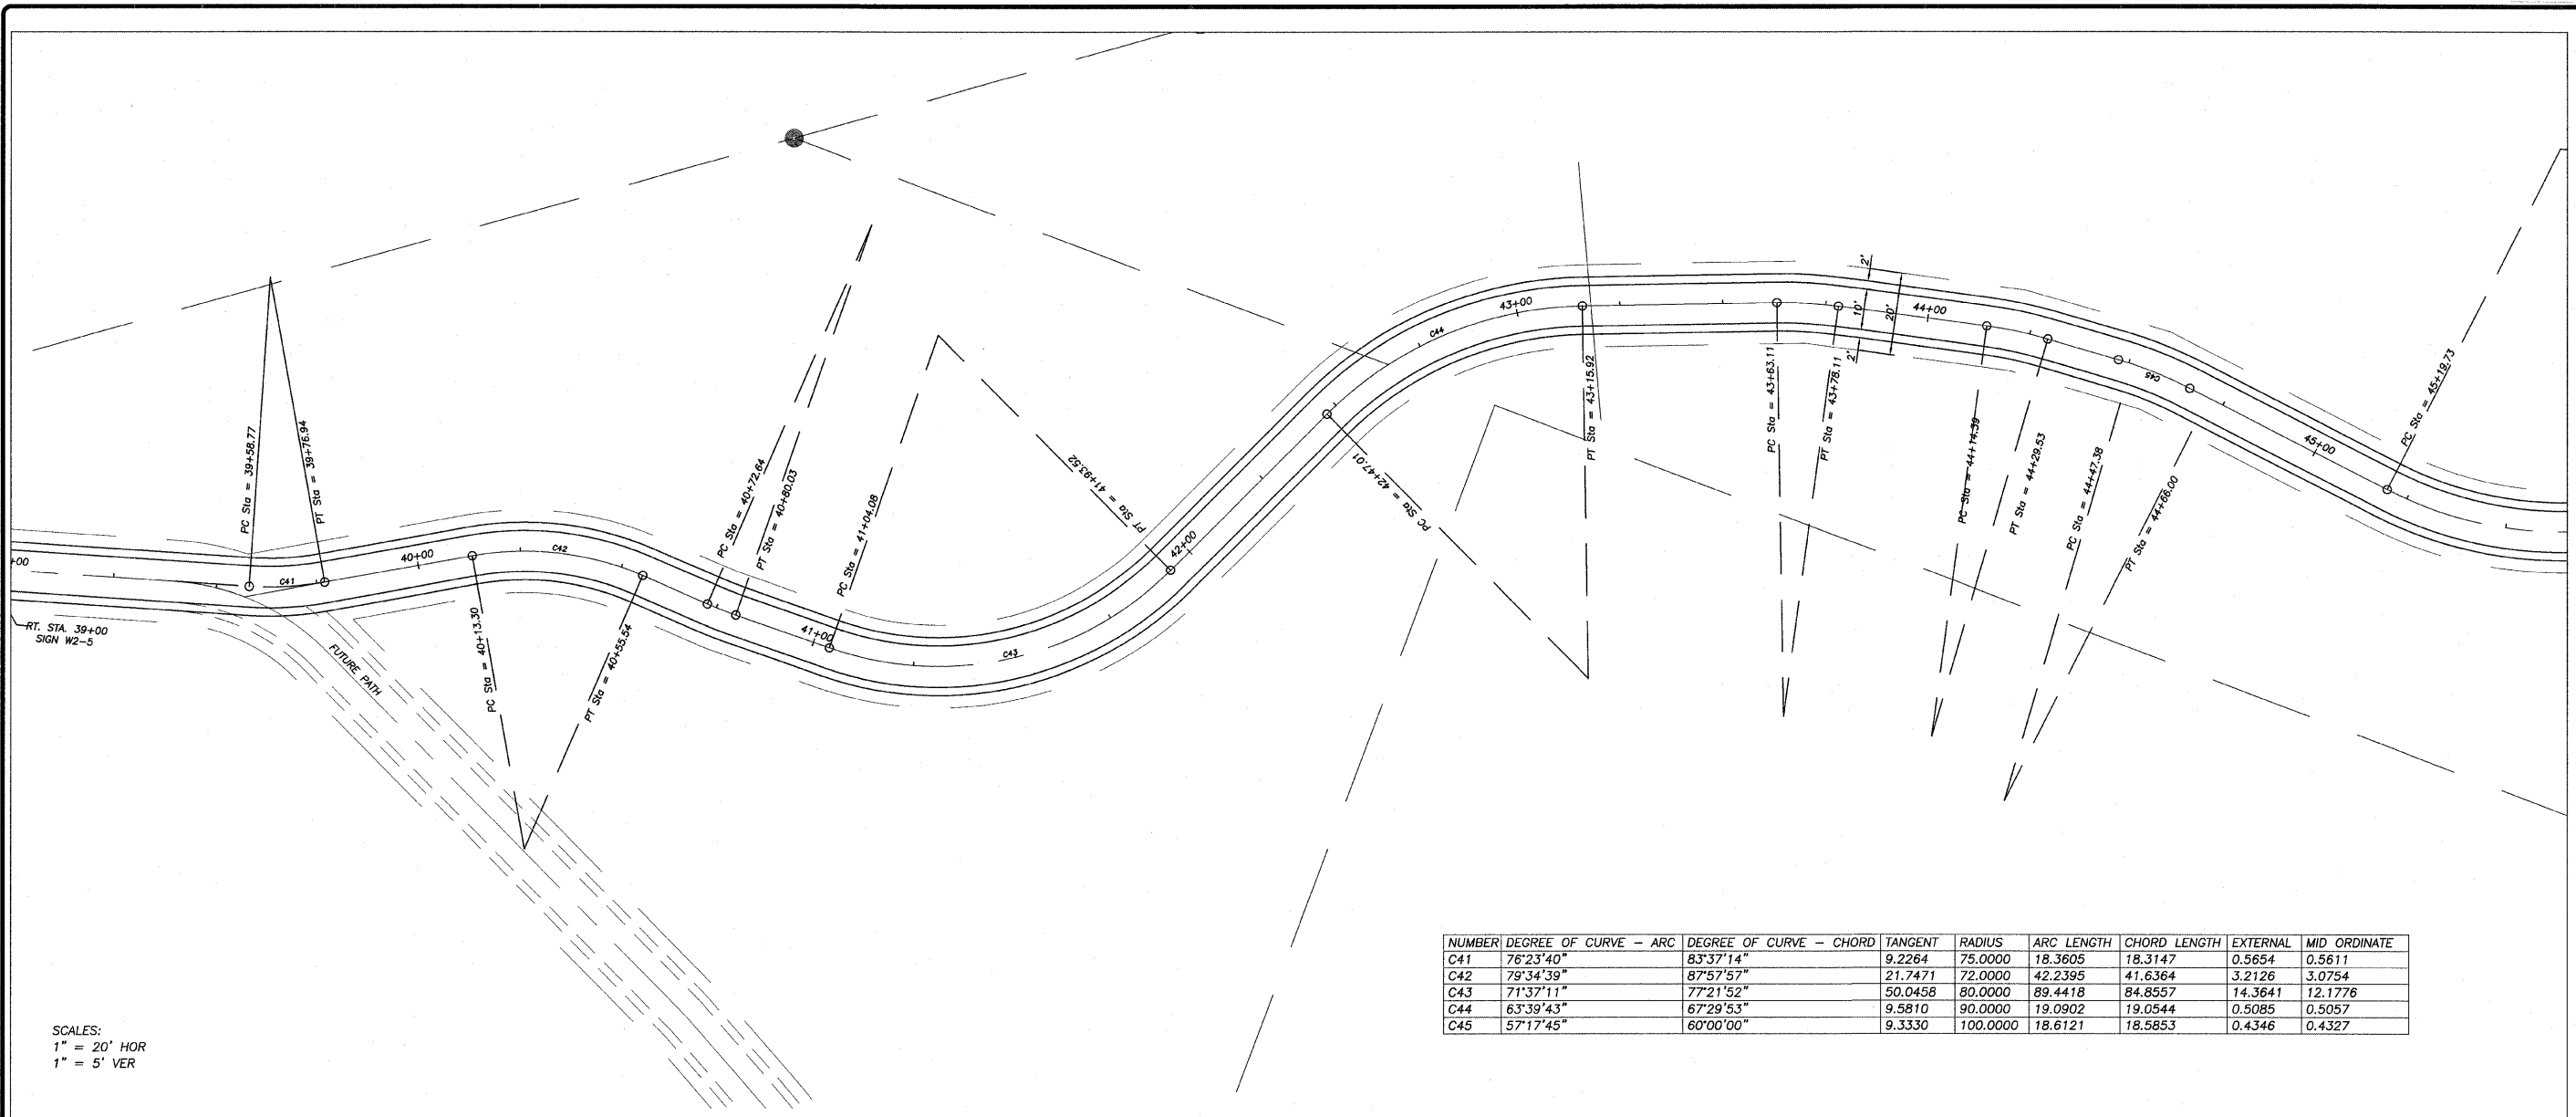 PC Sta = 39+58.77
PT Sta = 39+76.94
C41
40+00
+00
RT. STA. 39+00
SIGN W2-5
FUTURE PATH
PC Sta = 40+13.30
C42
PT Sta = 40+55.54
PC Sta = 40+72.64
PT Sta = 40+80.03
41+00
PC Sta = 41+04.08
C43
PT Sta = 41+93.52
42+00
PC Sta = 42+47.01
C44
43+00
PT Sta = 43+15.92
PC Sta = 43+63.11
PT Sta = 43+78.11
2'
10'
20'
2'
44+00
PC Sta = 44+14.39
PT Sta = 44+29.53
PC Sta = 44+47.38
C45
PT Sta = 44+66.00
45+00
PC Sta = 45+19.73
NUMBER DEGREE OF CURVE - ARC DEGREE OF CURVE - CHORD TANGENT RADIUS ARC LENGTH CHORD LENGTH EXTERNAL MID ORDINATE
C41 76°23'40" 83°37'14" 9.2264 75.0000 18.3605 18.3147 0.5654 0.5611
C42 79°34'39" 87°57'57" 21.7471 72.0000 42.2395 41.6364 3.2126 3.0754
C43 71°37'11" 77°21'52" 50.0458 80.0000 89.4418 84.8557 14.3641 12.1776
C44 63°39'43" 67°29'53" 9.5810 90.0000 19.0902 19.0544 0.5085 0.5057
C45 57°17'45" 60°00'00" 9.3330 100.0000 18.6121 18.5853 0.4346 0.4327
SCALES:
1" = 20' HOR
1" = 5' VER